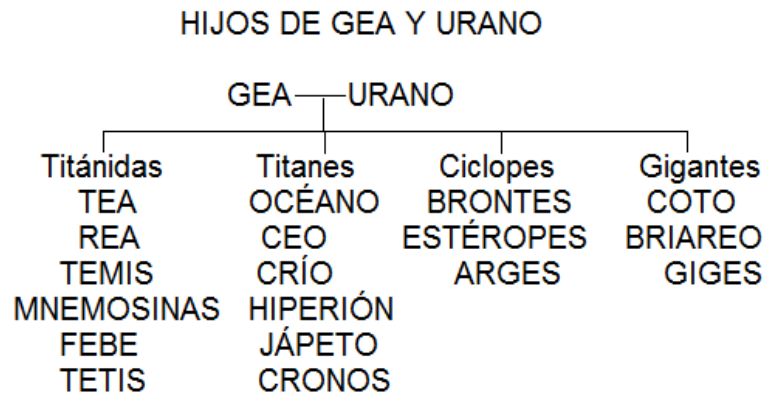 HIJOS DE GEA Y URANO
GEA URANO
Titánidas Titanes Ciclopes Gigantes
TEA OCÉANO BRONTES COTO
REA CEO ESTÉROPES BRIAREO
TEMIS CRÍO ARGES GIGES
MNEMOSINAS HIPERIÓN
FEBE JÁPETO
TETIS CRONOS